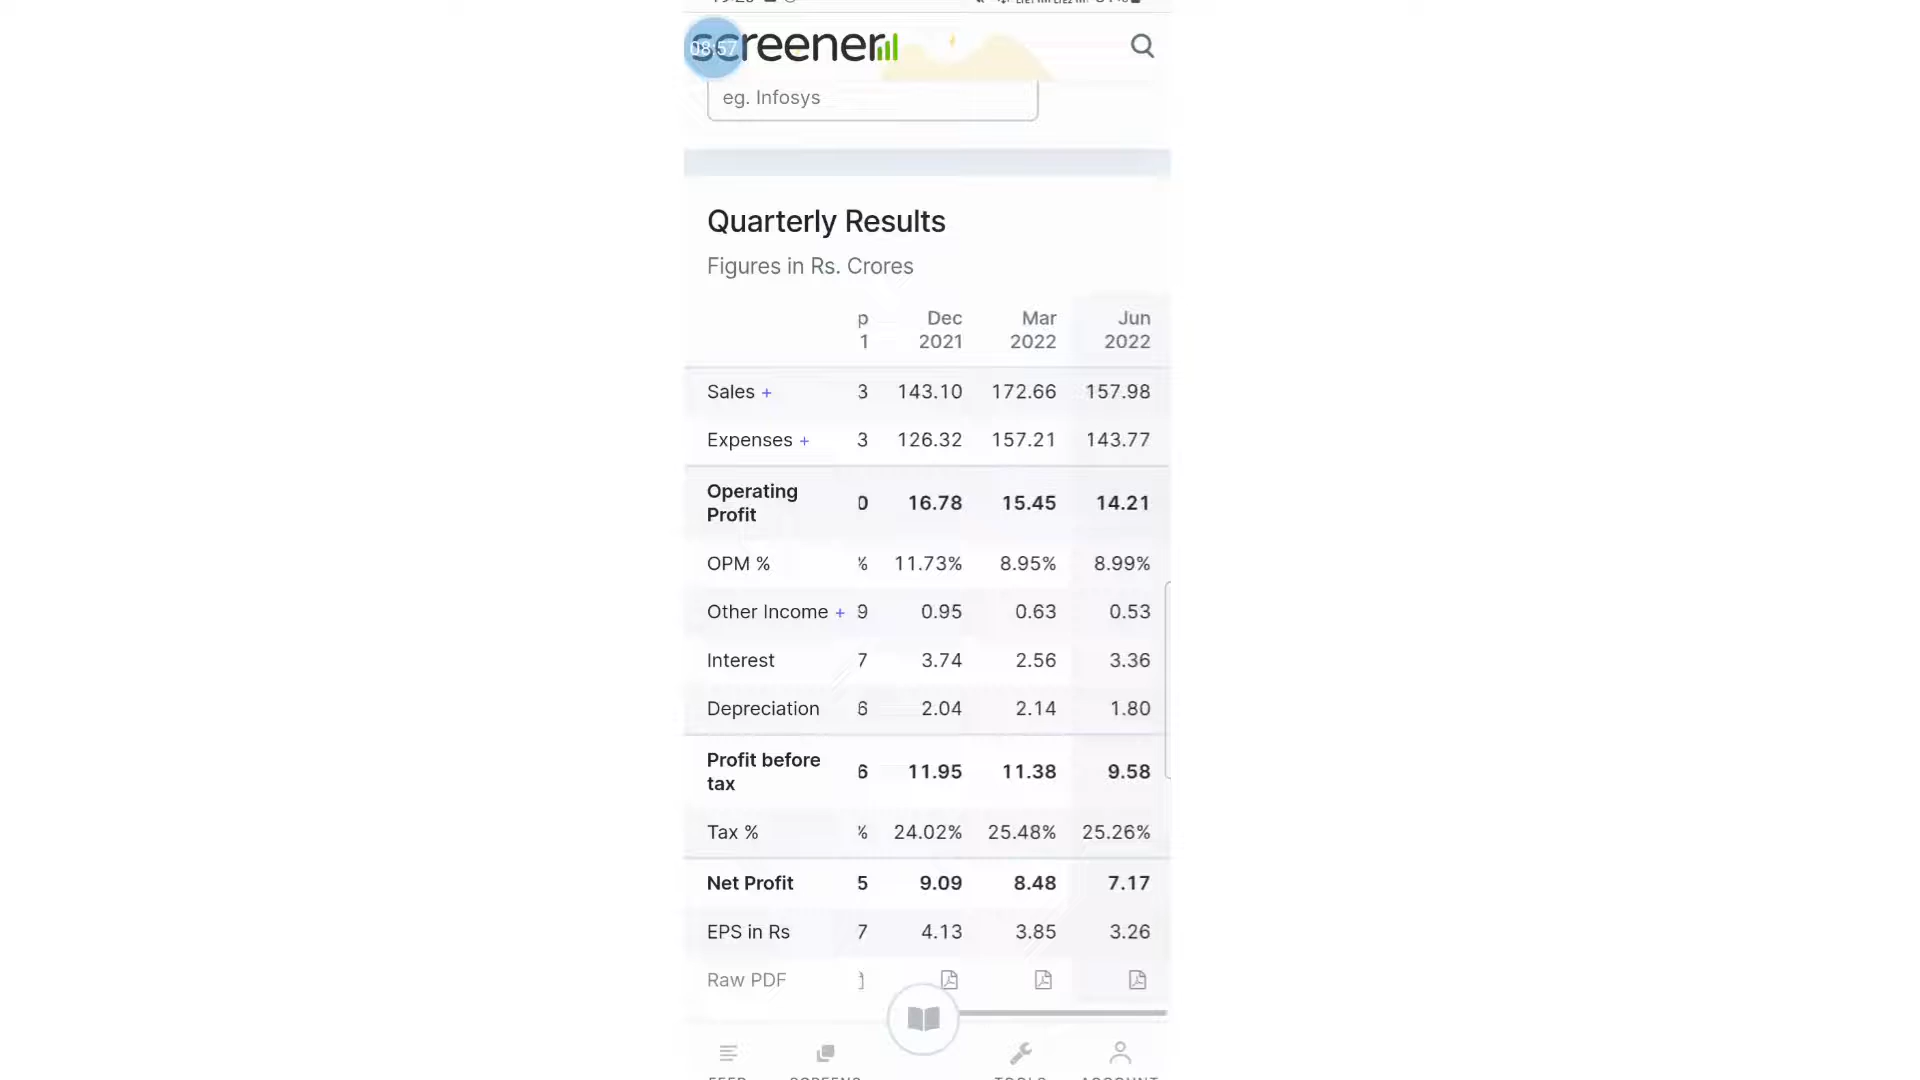 screener
08:57
eg. Infosys
Quarterly Results
Figures in Rs. Crores
p Dec Mar Jun
1 2021 2022 2022
Sales + 3 143.10 172.66 157.98
Expenses + 3 126.32 157.21 143.77
Operating
Profit 0 16.78 15.45 14.21
OPM % % 11.73% 8.95% 8.99%
Other Income + 9 0.95 0.63 0.53
Interest 7 3.74 2.56 3.36
Depreciation 6 2.04 2.14 1.80
Profit before
tax 6 11.95 11.38 9.58
Tax % % 24.02% 25.48% 25.26%
Net Profit 5 9.09 8.48 7.17
EPS in Rs 7 4.13 3.85 3.26
Raw PDF